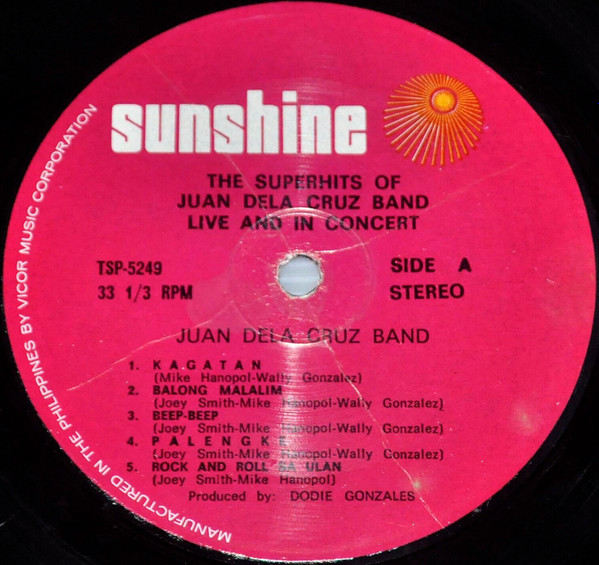 sunshine
THE SUPERHITS OF
JUAN DELA CRUZ BAND
LIVE AND IN CONCERT
TSP-5249
33 1/3 RPM
SIDE A
STEREO
JUAN DELA CRUZ BAND
1. KAGATAN
(Mike Hanopol-Wally Gonzalez)
2. BALONG MALALIM
(Joey Smith-Mike Hanopol-Wally Gonzalez)
3. BEEP-BEEP
(Joey Smith-Mike Hanopol-Wally Gonzalez)
4. PALENGKE
(Joey Smith-Mike Hanopol-Wally Gonzalez)
5. ROCK AND ROLL SA ULAN
(Joey Smith-Mike Hanopol)
Produced by: DODIE GONZALES
MANUFACTURED IN THE PHILIPPINES BY VICOR MUSIC CORPORATION